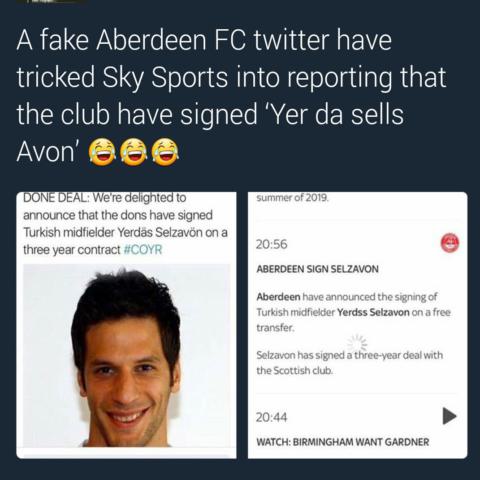 A fake Aberdeen FC twitter have
tricked Sky Sports into reporting that
the club have signed ‘Yer da sells
Avon’ 😂😂😂
DONE DEAL: We're delighted to
announce that the dons have signed
Turkish midfielder Yerdäs Selzavön on a
three year contract #COYR
summer of 2019.
20:56
ABERDEEN SIGN SELZAVON
Aberdeen have announced the signing of
Turkish midfielder Yerdss Selzavon on a free
transfer.
Selzavon has signed a three-year deal with
the Scottish club.
20:44
WATCH: BIRMINGHAM WANT GARDNER